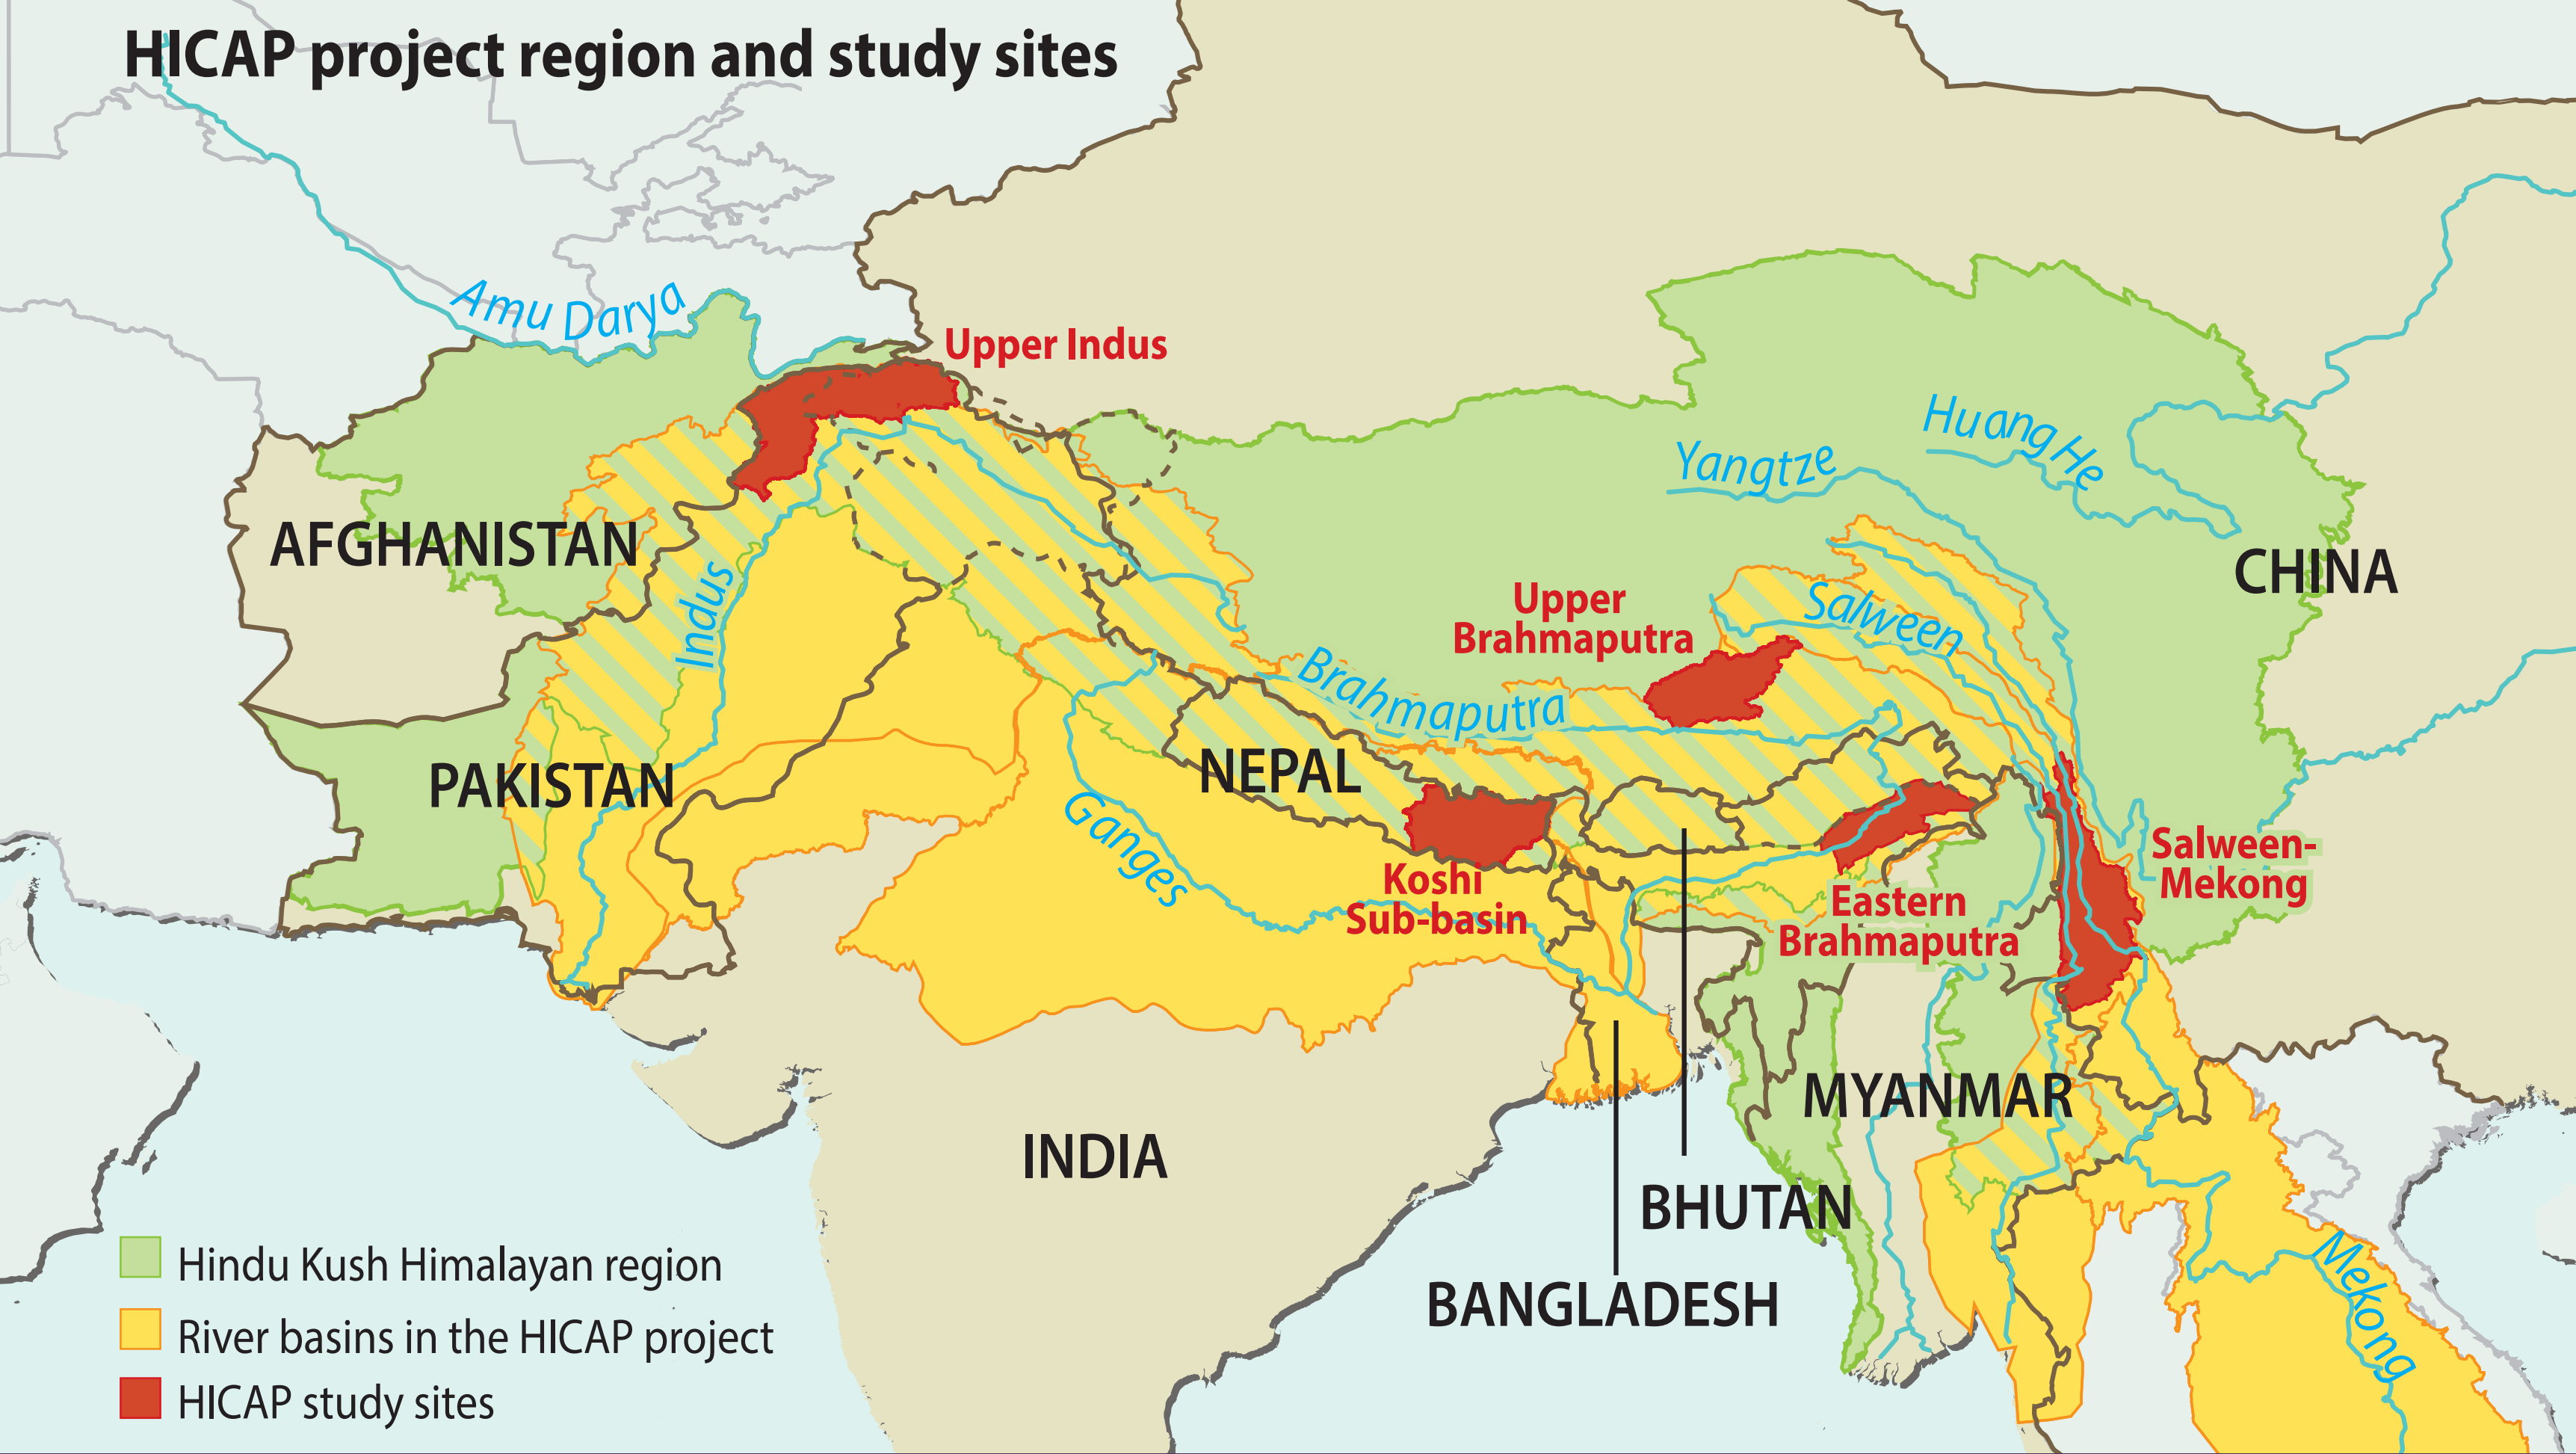 HICAP project region and study sites
Amu Darya
Upper Indus
Huang He
Yangtze
AFGHANISTAN
CHINA
Indus
Upper
Brahmaputra
Salween
Brahmaputra
PAKISTAN
NEPAL
Ganges
Koshi
Sub-basin
Eastern
Brahmaputra
Salween-
Mekong
MYANMAR
INDIA
BHUTAN
BANGLADESH
Mekong
Hindu Kush Himalayan region
River basins in the HICAP project
HICAP study sites